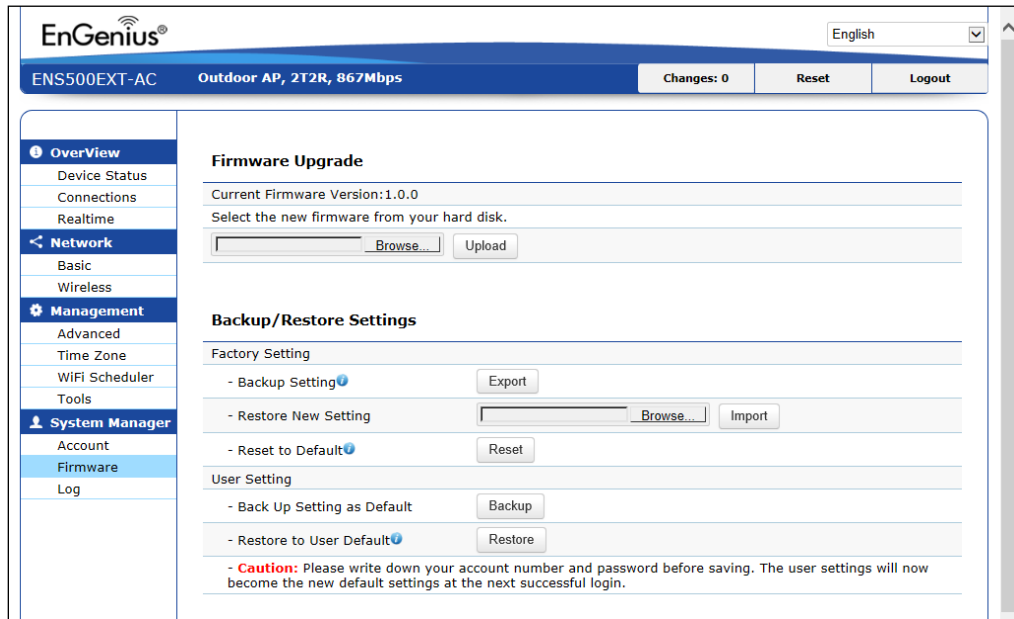 EnGenius®
English
ENS500EXT-AC
Outdoor AP, 2T2R, 867Mbps
Changes: 0
Reset
Logout
OverView
Device Status
Connections
Realtime
Network
Basic
Wireless
Management
Advanced
Time Zone
WiFi Scheduler
Tools
System Manager
Account
Firmware
Log
Firmware Upgrade
Current Firmware Version:1.0.0
Select the new firmware from your hard disk.
Browse...
Upload
Backup/Restore Settings
Factory Setting
- Backup Setting
Export
- Restore New Setting
Browse...
Import
- Reset to Default
Reset
User Setting
- Back Up Setting as Default
Backup
- Restore to User Default
Restore
- Caution: Please write down your account number and password before saving. The user settings will now
become the new default settings at the next successful login.